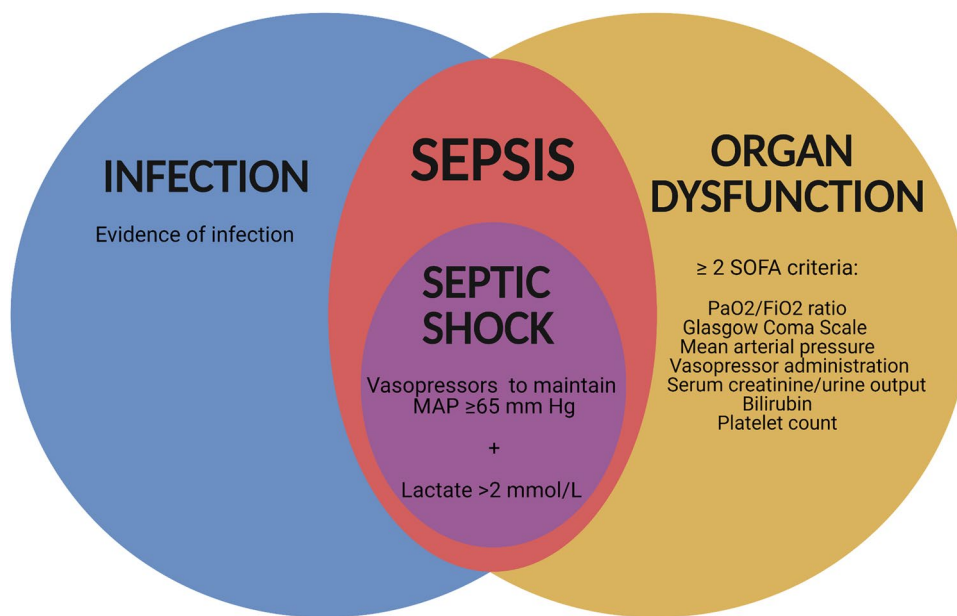 INFECTION
Evidence of infection
SEPSIS
SEPTIC
SHOCK
Vasopressors to maintain
MAP ≥65 mm Hg
+
Lactate >2 mmol/L
ORGAN
DYSFUNCTION
≥ 2 SOFA criteria:
PaO2/FiO2 ratio
Glasgow Coma Scale
Mean arterial pressure
Vasopressor administration
Serum creatinine/urine output
Bilirubin
Platelet count